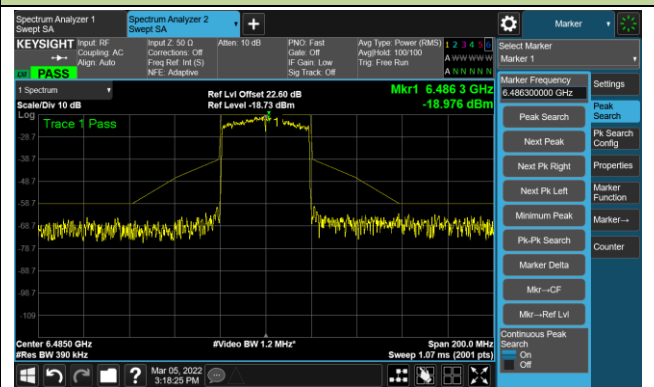 Spectrum Analyzer 1
Swept SA
Spectrum Analyzer 2
Swept SA
Marker
KEYSIGHT
Input: RF
Coupling: AC
Align: Auto
Input Z: 50 Ω
Corrections: Off
Freq Ref: Int (S)
NFE: Adaptive
Atten: 10 dB
PNO: Fast
Gate: Off
IF Gain: Low
Sig Track: Off
Avg Type: Power (RMS)
Avg|Hold: 100/100
Trig: Free Run
1 2 3 4 5 6
A W W W W W
A N N N N N
LXI PASS
Select Marker
Marker 1
1 Spectrum
Scale/Div 10 dB
Ref Lvl Offset 22.60 dB
Ref Level -18.73 dBm
Mkr1 6.486 3 GHz
-18.976 dBm
Log
Trace 1 Pass
1
-28.7
-38.7
-48.7
-58.7
-68.7
-78.7
-88.7
-98.7
-109
Center 6.4850 GHz
#Res BW 390 kHz
#Video BW 1.2 MHz*
Span 200.0 MHz
Sweep 1.07 ms (2001 pts)
Marker Frequency
6.486300000 GHz
Peak Search
Next Peak
Next Pk Right
Next Pk Left
Minimum Peak
Pk-Pk Search
Marker Delta
Mkr→CF
Mkr→Ref Lvl
Continuous Peak
Search
On
Off
Settings
Peak
Search
Pk Search
Config
Properties
Marker
Function
Marker→
Counter
Mar 05, 2022
3:18:25 PM